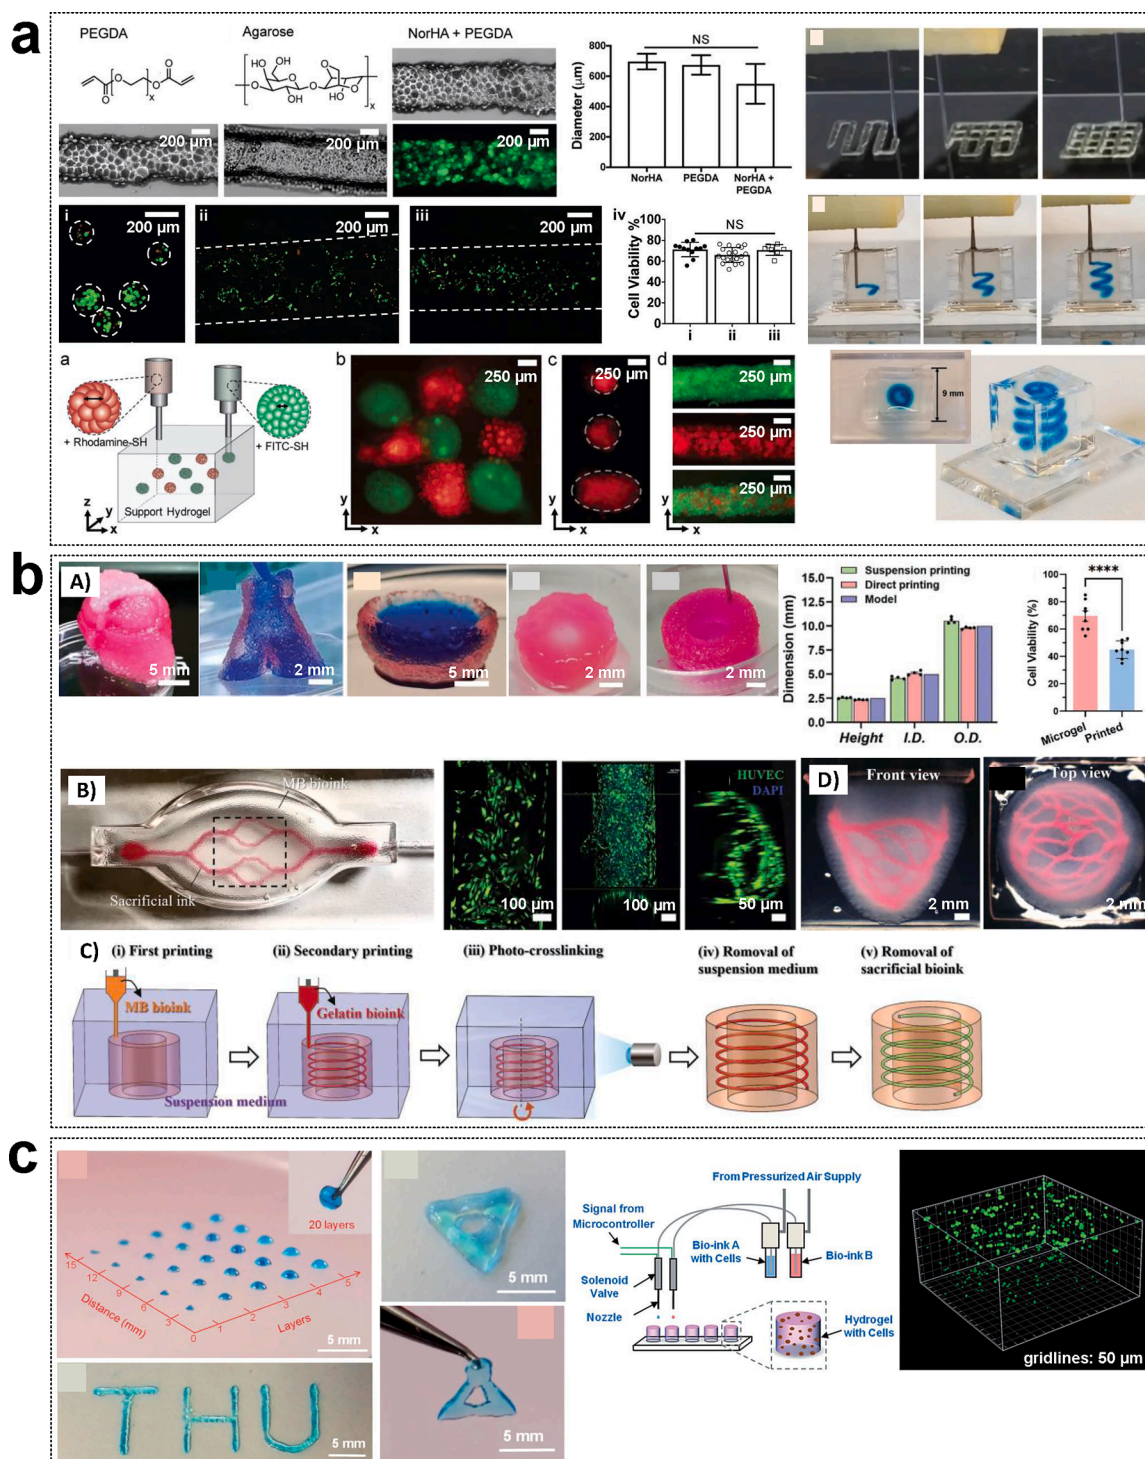 a
PEGDA
Agarose
NorHA + PEGDA
O
O
x
O
O
OH
OH
O
HO
OH
O
O
O
OH
x
200 µm
200 µm
200 µm
200 µm
NS
Diameter (µm)
800
600
400
200
0
NorHA
PEGDA
NorHA +
PEGDA
i
200 µm
ii
200 µm
iii
200 µm
iv
NS
Cell Viability %
100
80
60
40
20
0
i
ii
iii
9 mm
a
+ Rhodamine-SH
+ FITC-SH
Support Hydrogel
z
y
x
b
250 µm
y
x
c
250 µm
y
x
d
250 µm
250 µm
250 µm
y
x
b
A)
5 mm
2 mm
5 mm
2 mm
2 mm
Suspension printing
Direct printing
Model
Dimension (mm)
15.0
12.5
10.0
7.5
5.0
2.5
0.0
Height
I.D.
O.D.
****
Cell Viability (%)
100
80
60
40
20
0
Microgel
Printed
B)
MB bioink
Sacrificial ink
100 µm
100 µm
HUVEC
DAPI
50 µm
D)
Front view
2 mm
Top view
2 mm
C)
(i) First printing
MB bioink
Suspension medium
(ii) Secondary printing
Gelatin bioink
(iii) Photo-crosslinking
(iv) Romoval of
suspension medium
(v) Romoval of
sacrificial bioink
c
20 layers
15
12
9
6
3
0
Distance (mm)
1
2
3
4
5
Layers
5 mm
5 mm
THU
5 mm
5 mm
From Pressurized Air Supply
Signal from
Microcontroller
Bio-ink A
with Cells
Bio-ink B
Solenoid
Valve
Nozzle
Hydrogel
with Cells
gridlines: 50 µm